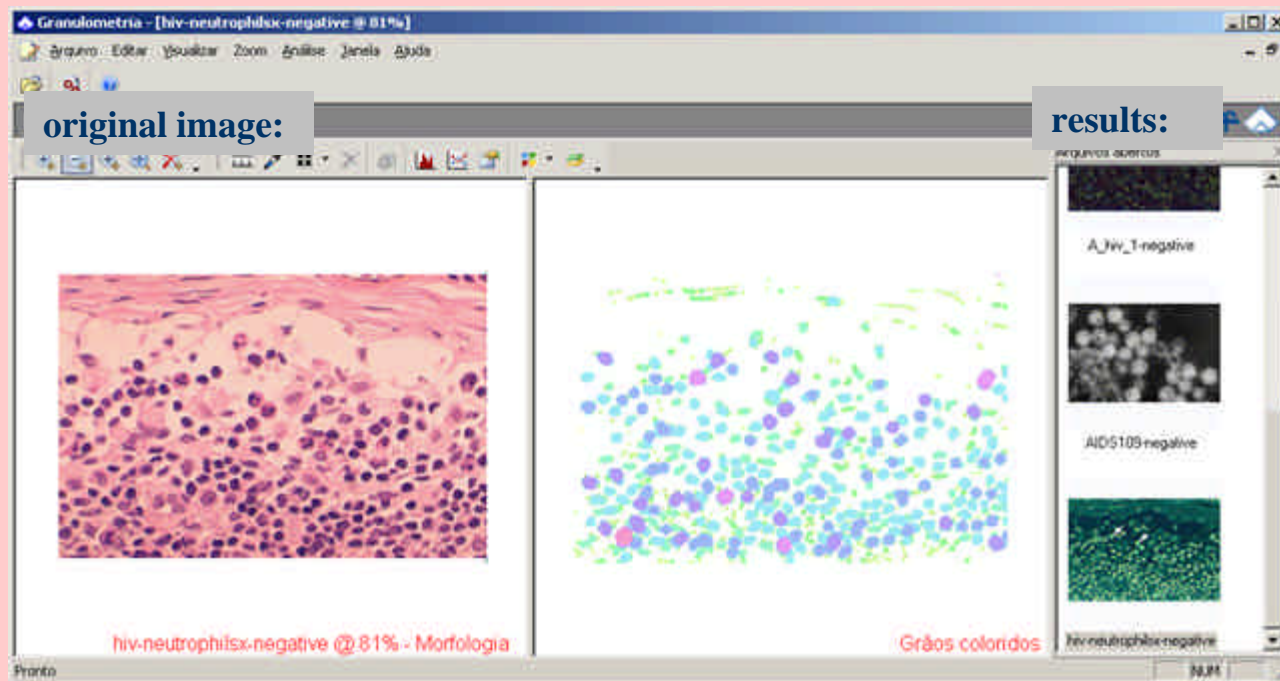 Granulometria - [hiv-neutrophilsx-negative @ 81%]
Arquivo Editar Visualizar Zoom Análise Janela Ajuda
original image:
results:
Arquivos abertos
A_hiv_1-negative
AIDS109-negative
hiv-neutrophilsx-negative
hiv-neutrophilsx-negative @ 81% - Morfologia
Grãos coloridos
Pronto
NUM